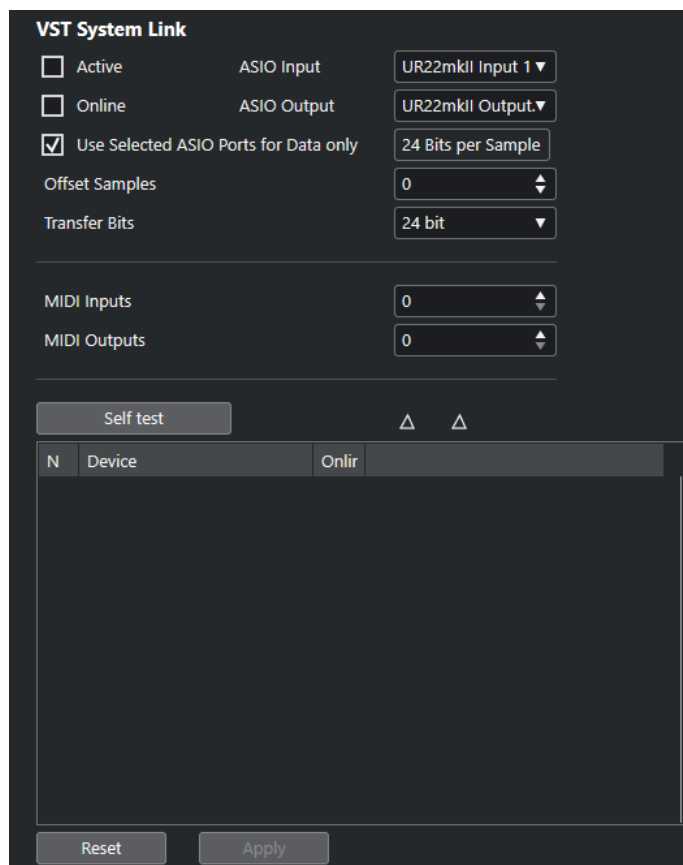 VST System Link
Active ASIO Input UR22mkII Input 1
Online ASIO Output UR22mkII Output.
Use Selected ASIO Ports for Data only 24 Bits per Sample
Offset Samples 0
Transfer Bits 24 bit
MIDI Inputs 0
MIDI Outputs 0
Self test
N Device Onlir
Reset Apply